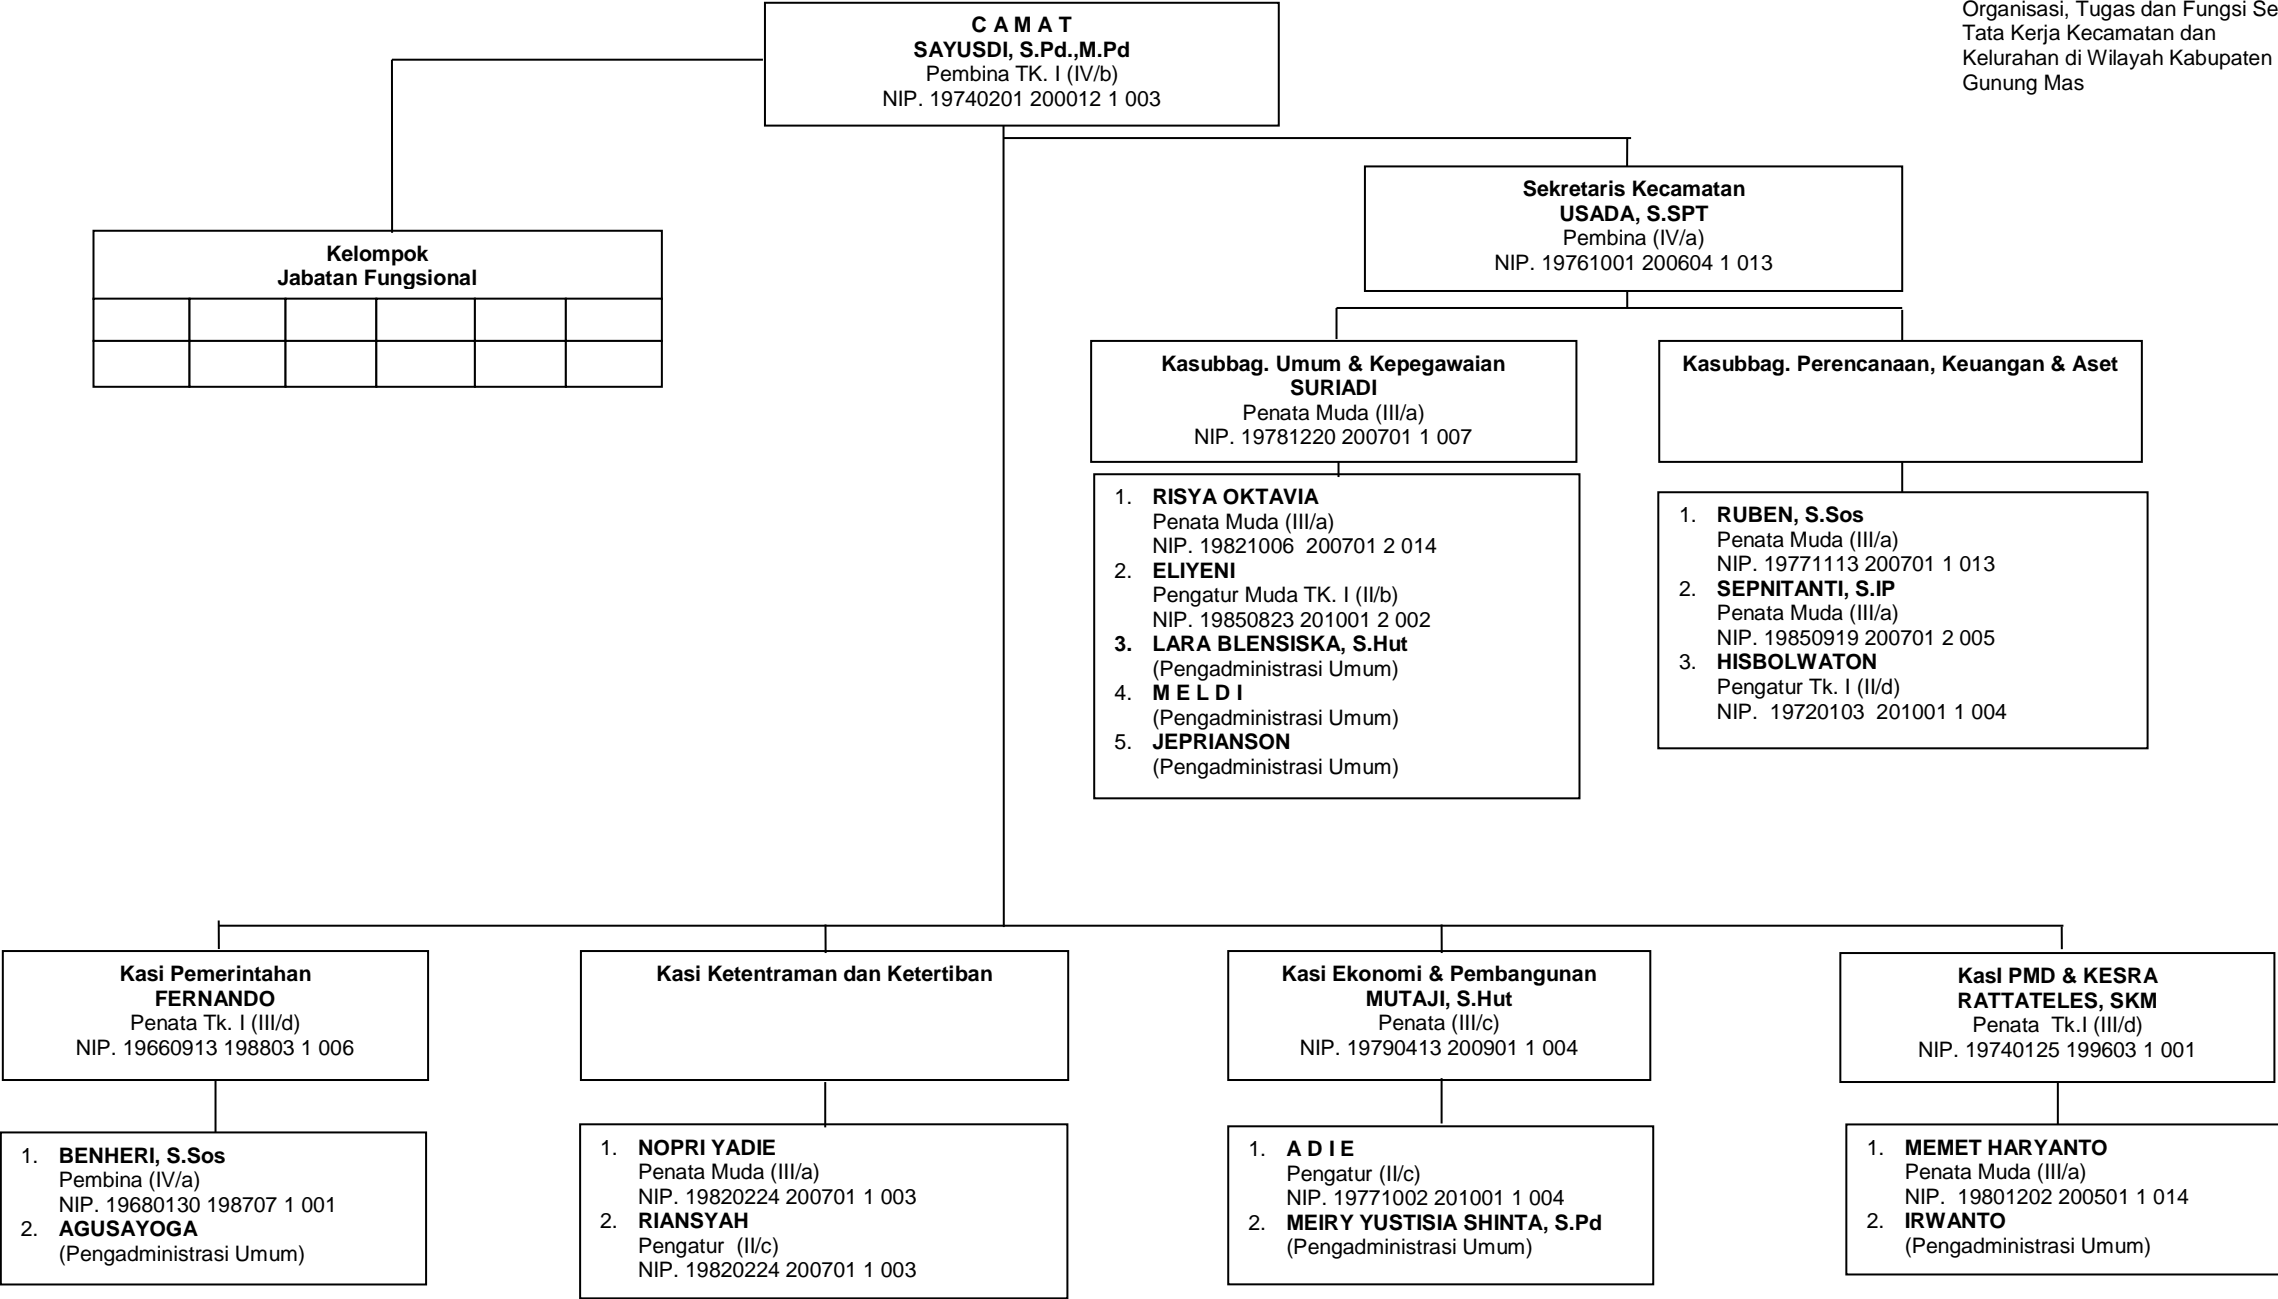 Organisasi, Tugas dan Fungsi Se
Tata Kerja Kecamatan dan
Kelurahan di Wilayah Kabupaten
Gunung Mas
C A M A T
SAYUSDI, S.Pd.,M.Pd
Pembina TK. I (IV/b)
NIP. 19740201 200012 1 003
Kelompok
Jabatan Fungsional
Sekretaris Kecamatan
USADA, S.SPT
Pembina (IV/a)
NIP. 19761001 200604 1 013
Kasubbag. Umum & Kepegawaian
SURIADI
Penata Muda (III/a)
NIP. 19781220 200701 1 007
Kasubbag. Perencanaan, Keuangan & Aset
1. RISYA OKTAVIA
Penata Muda (III/a)
NIP. 19821006  200701 2 014
2. ELIYENI
Pengatur Muda TK. I (II/b)
NIP. 19850823 201001 2 002
3. LARA BLENSISKA, S.Hut
(Pengadministrasi Umum)
4. M E L D I
(Pengadministrasi Umum)
5. JEPRIANSON
(Pengadministrasi Umum)
1. RUBEN, S.Sos
Penata Muda (III/a)
NIP. 19771113 200701 1 013
2. SEPNITANTI, S.IP
Penata Muda (III/a)
NIP. 19850919 200701 2 005
3. HISBOLWATON
Pengatur Tk. I (II/d)
NIP.  19720103  201001 1 004
Kasi Pemerintahan
FERNANDO
Penata Tk. I (III/d)
NIP. 19660913 198803 1 006
Kasi Ketentraman dan Ketertiban
Kasi Ekonomi & Pembangunan
MUTAJI, S.Hut
Penata (III/c)
NIP. 19790413 200901 1 004
KasI PMD & KESRA
RATTATELES, SKM
Penata  Tk.I (III/d)
NIP. 19740125 199603 1 001
1. BENHERI, S.Sos
Pembina (IV/a)
NIP. 19680130 198707 1 001
2. AGUSAYOGA
(Pengadministrasi Umum)
1. NOPRI YADIE
Penata Muda (III/a)
NIP. 19820224 200701 1 003
2. RIANSYAH
Pengatur  (II/c)
NIP. 19820224 200701 1 003
1. A D I E
Pengatur (II/c)
NIP. 19771002 201001 1 004
2. MEIRY YUSTISIA SHINTA, S.Pd
(Pengadministrasi Umum)
1. MEMET HARYANTO
Penata Muda (III/a)
NIP.  19801202 200501 1 014
2. IRWANTO
(Pengadministrasi Umum)